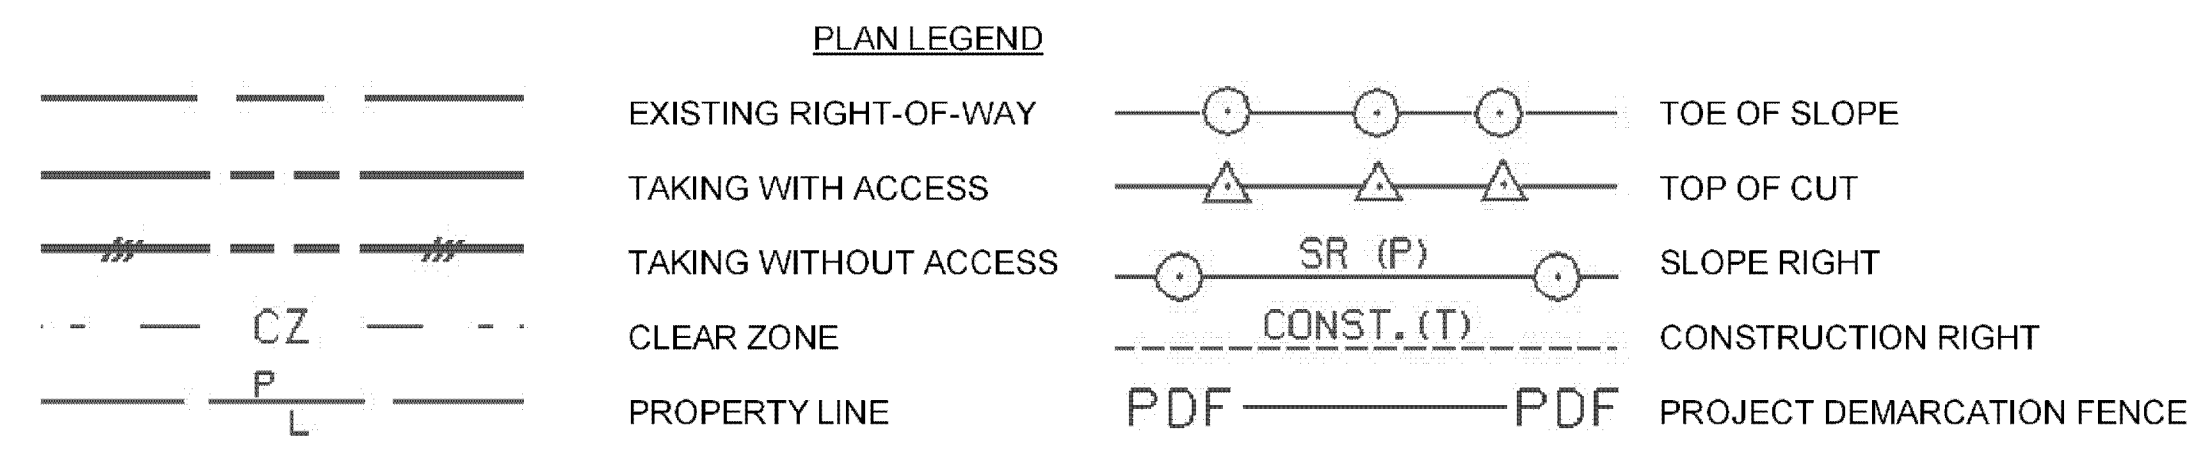 PLAN LEGEND
EXISTING RIGHT-OF-WAY
TAKING WITH ACCESS
TAKING WITHOUT ACCESS
CZ CLEAR ZONE
P
L PROPERTY LINE
TOE OF SLOPE
TOP OF CUT
SR (P) SLOPE RIGHT
CONST. (T) CONSTRUCTION RIGHT
PDF PDF PROJECT DEMARCATION FENCE